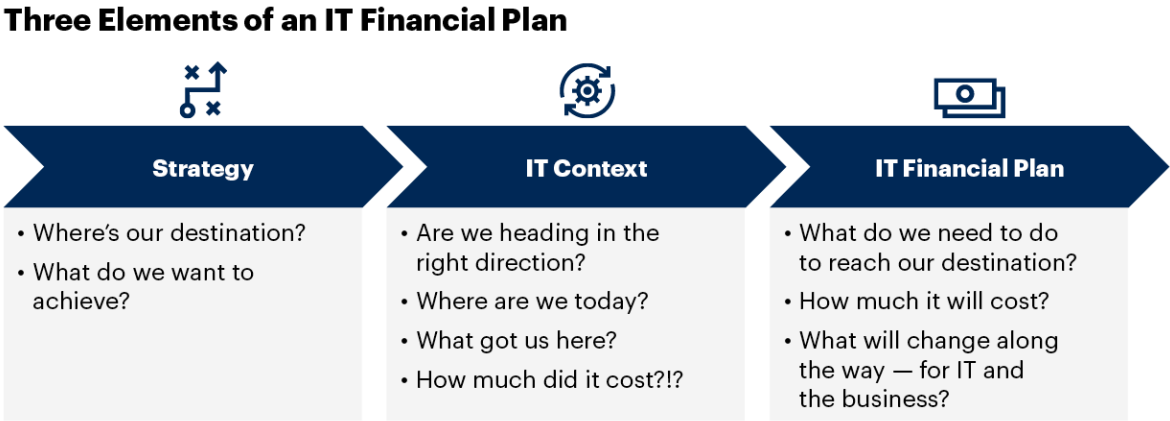 Three Elements of an IT Financial Plan
Strategy
• Where’s our destination?
• What do we want to
achieve?
IT Context
• Are we heading in the
right direction?
• Where are we today?
• What got us here?
• How much did it cost?!?
IT Financial Plan
• What do we need to do
to reach our destination?
• How much it will cost?
• What will change along
the way — for IT and
the business?